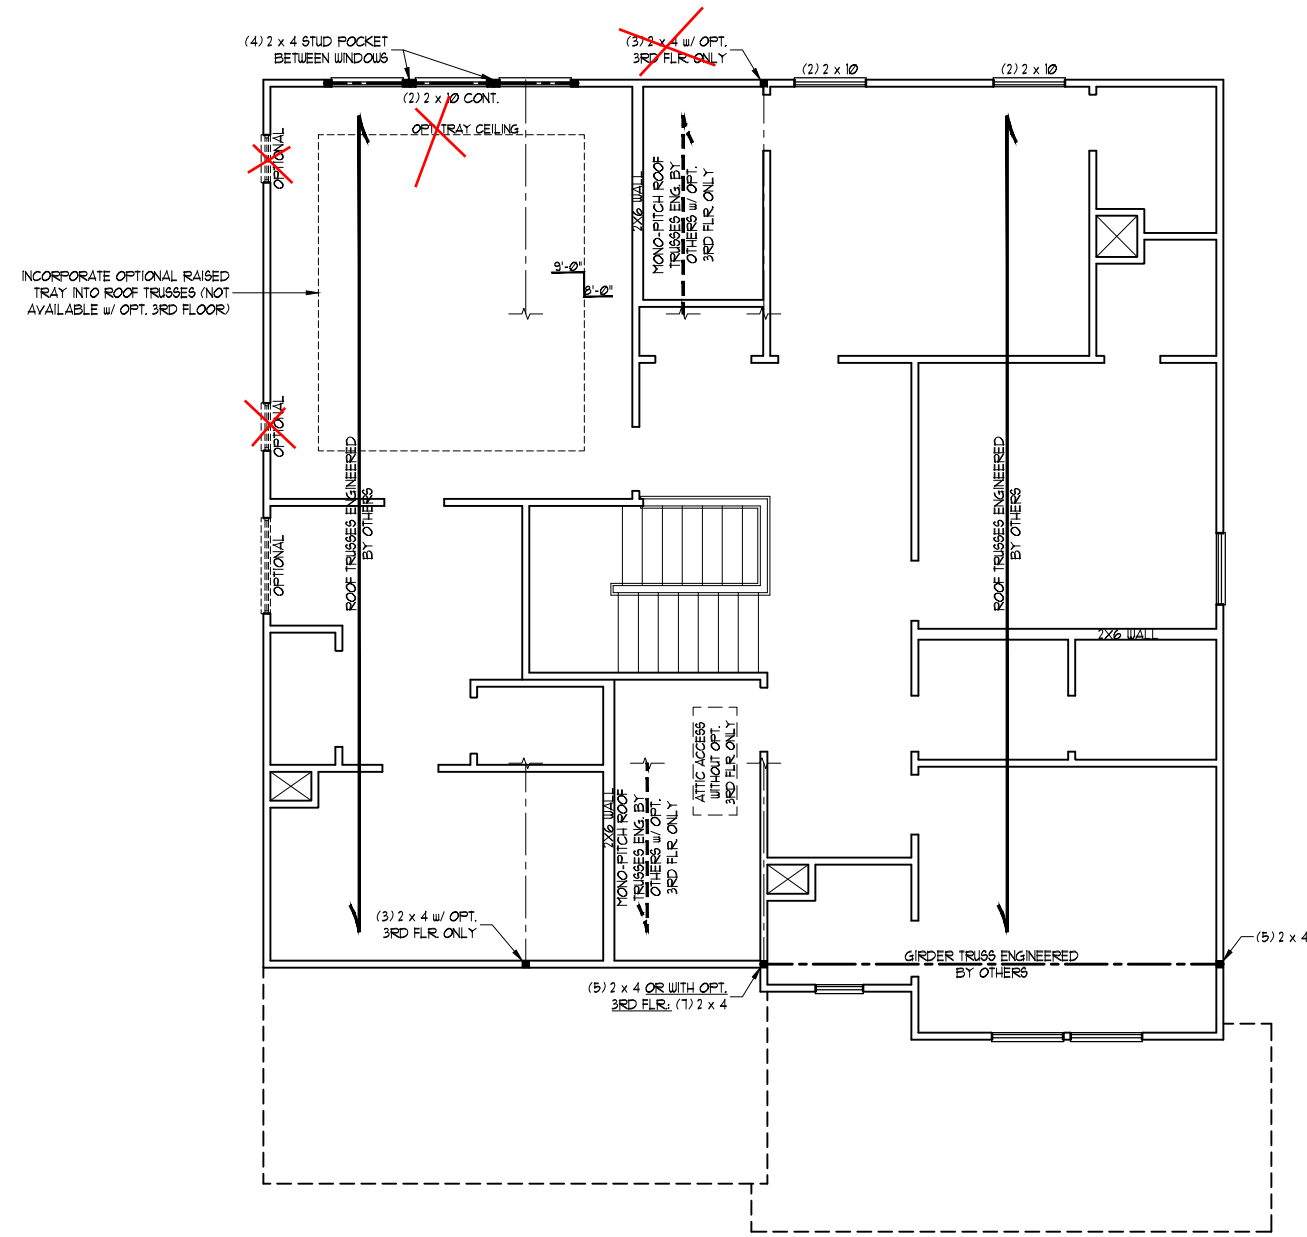 (4) 2 x 4 STUD POCKET
BETWEEN WINDOWS
(3) 2 x 4 w/ OPT.
3RD FLR ONLY
(2) 2 x 10
(2) 2 x 10
(2) 2 x 10 CONT.
OPT. TRAY CEILING
OPTIONAL
2X6 WALL
MONO-PITCH ROOF
TRUSSES ENG. BY
OTHERS w/ OPT.
3RD FLR. ONLY
9'-0"
8'-0"
INCORPORATE OPTIONAL RAISED
TRAY INTO ROOF TRUSSES (NOT
AVAILABLE w/ OPT. 3RD FLOOR)
OPTIONAL
ROOF TRUSSES ENGINEERED
BY OTHERS
ROOF TRUSSES ENGINEERED
BY OTHERS
OPTIONAL
2X6 WALL
ATTIC ACCESS
WITHOUT OPT.
3RD FLR ONLY
2X6 WALL
MONO-PITCH ROOF
TRUSSES ENG. BY
OTHERS w/ OPT.
3RD FLR ONLY
(3) 2 x 4 w/ OPT.
3RD FLR. ONLY
(5) 2 x 4
GIRDER TRUSS ENGINEERED
BY OTHERS
(5) 2 x 4 OR WITH OPT.
3RD FLR.: (7) 2 x 4